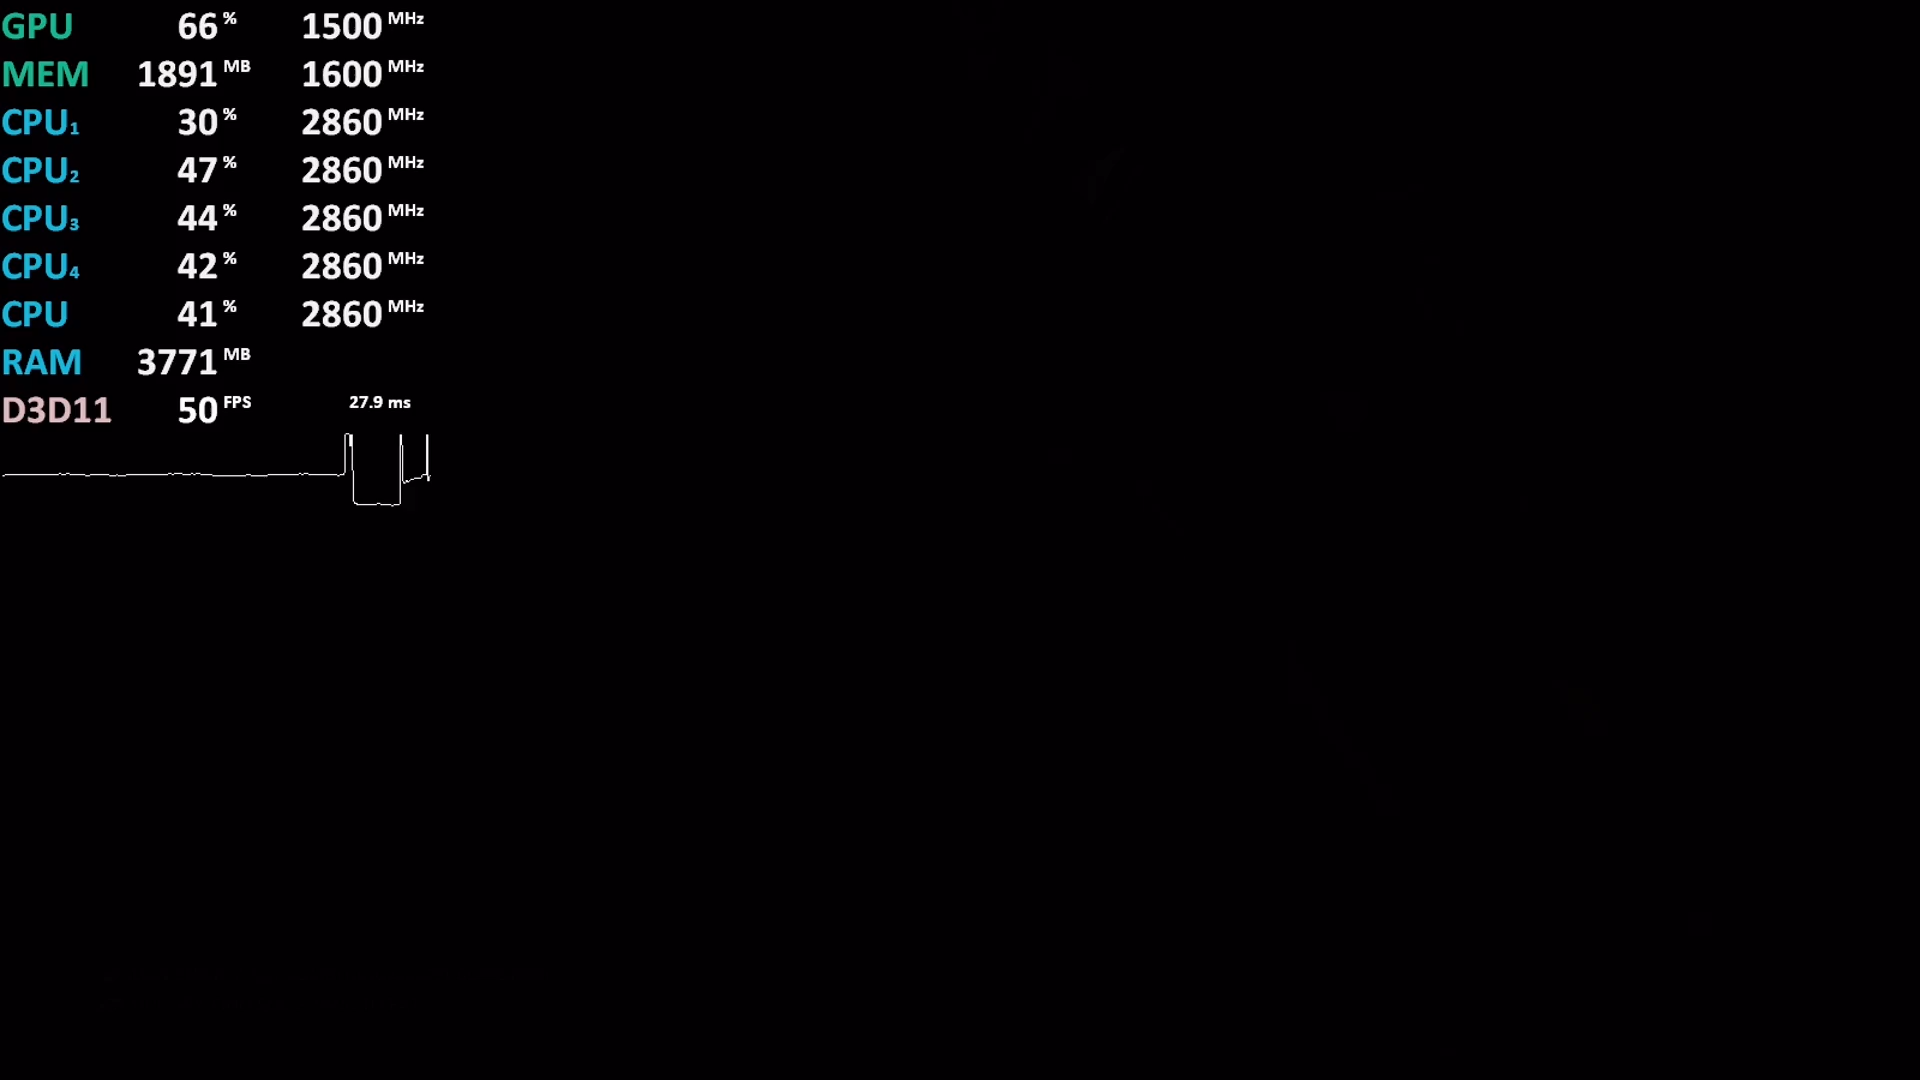 GPU 66 % 1500 MHz
MEM 1891 MB 1600 MHz
CPU1 30 % 2860 MHz
CPU2 47 % 2860 MHz
CPU3 44 % 2860 MHz
CPU4 42 % 2860 MHz
CPU 41 % 2860 MHz
RAM 3771 MB
D3D11 50 FPS 27.9 ms